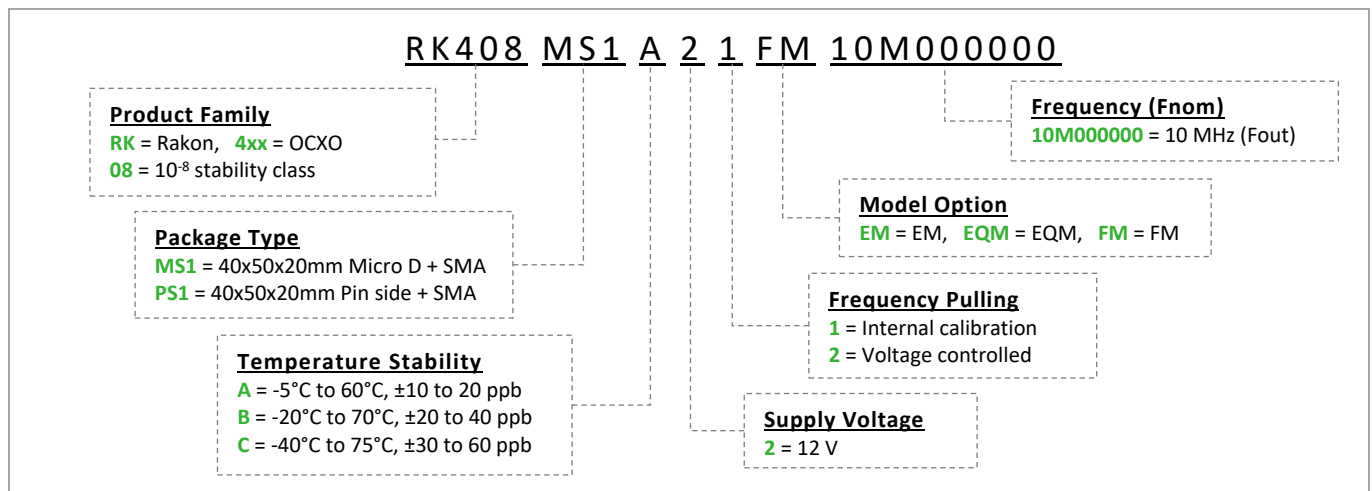 RK408 MS1 A 2 1 FM 10M000000
Product Family
RK = Rakon, 4xx = OCXO
08 = 10⁻⁸ stability class
Package Type
MS1 = 40x50x20mm Micro D + SMA
PS1 = 40x50x20mm Pin side + SMA
Temperature Stability
A = -5°C to 60°C, ±10 to 20 ppb
B = -20°C to 70°C, ±20 to 40 ppb
C = -40°C to 75°C, ±30 to 60 ppb
Frequency (Fnom)
10M000000 = 10 MHz (Fout)
Model Option
EM = EM, EQM = EQM, FM = FM
Frequency Pulling
1 = Internal calibration
2 = Voltage controlled
Supply Voltage
2 = 12 V